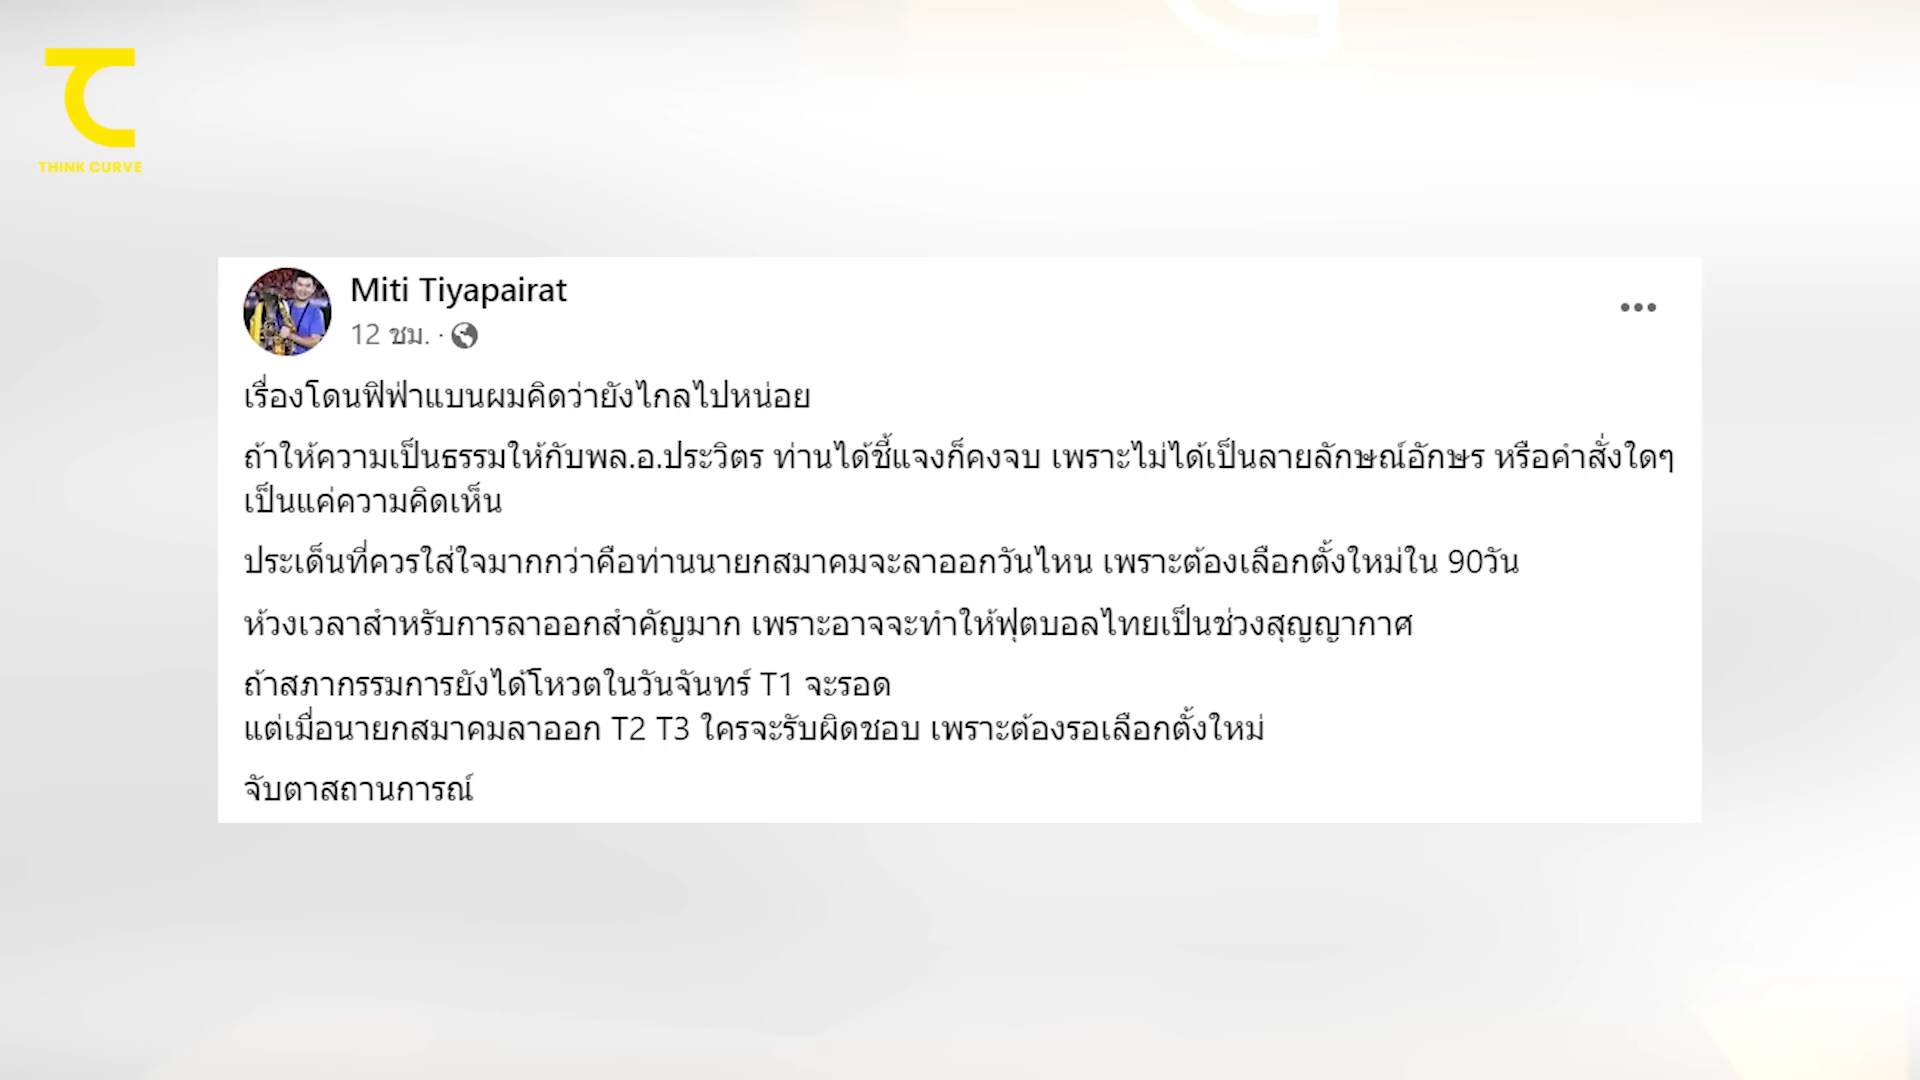 THINK CURVE
Miti Tiyapairat
12 ชม. ·
เรื่องโดนฟีฟ่าแบนผมคิดว่ายังไกลไปหน่อย
ถ้าให้ความเป็นธรรมให้กับพล.อ.ประวิตร ท่านได้ชี้แจงก็คงจบ เพราะไม่ได้เป็นลายลักษณ์อักษร หรือคำสั่งใดๆ
เป็นแค่ความคิดเห็น
ประเด็นที่ควรใส่ใจมากกว่าคือท่านนายกสมาคมจะลาออกวันไหน เพราะต้องเลือกตั้งใหม่ใน 90วัน
ห้วงเวลาสำหรับการลาออกสำคัญมาก เพราะอาจจะทำให้ฟุตบอลไทยเป็นช่วงสุญญากาศ
ถ้าสภากรรมการยังได้โหวตในวันจันทร์ T1 จะรอด
แต่เมื่อนายกสมาคมลาออก T2 T3 ใครจะรับผิดชอบ เพราะต้องรอเลือกตั้งใหม่
จับตาสถานการณ์